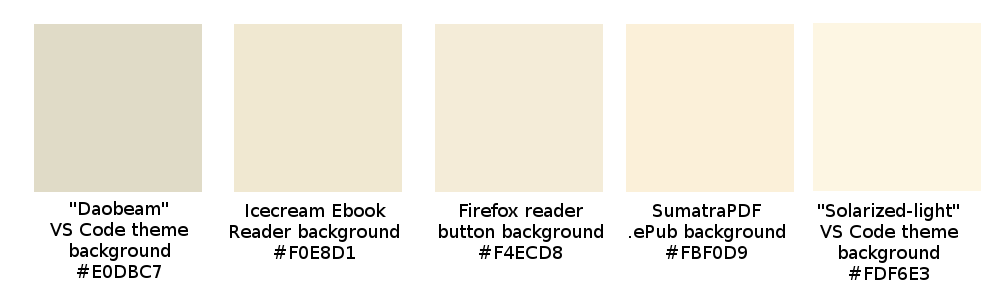 "Daobeam"
VS Code theme
background
#E0DBC7
Icecream Ebook
Reader background
#F0E8D1
Firefox reader
button background
#F4ECD8
SumatraPDF
.ePub background
#FBF0D9
"Solarized-light"
VS Code theme
background
#FDF6E3